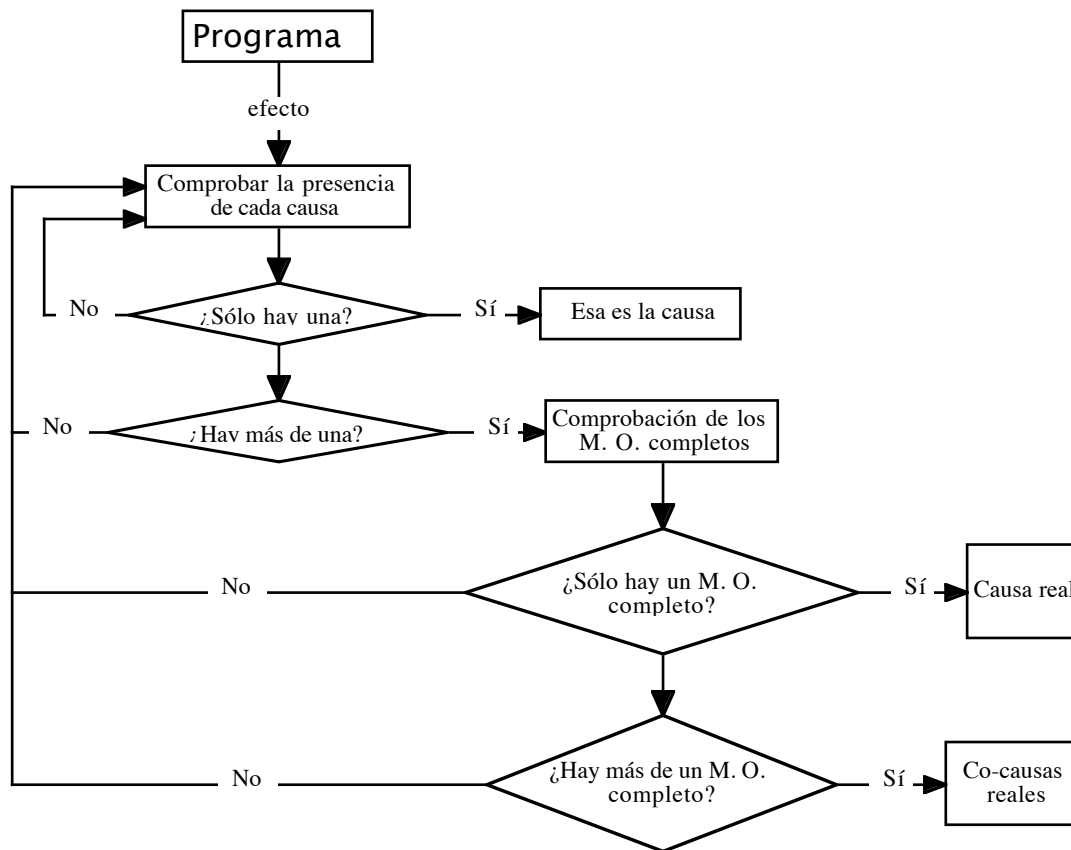 Programa
efecto
Comprobar la presencia
de cada causa
No
¿Sólo hay una?
Sí
Esa es la causa
No
¿Hay más de una?
Sí
Comprobación de los
M. O. completos
No
¿Sólo hay un M. O.
completo?
Sí
Causa real
No
¿Hay más de un M. O.
completo?
Sí
Co-causas
reales